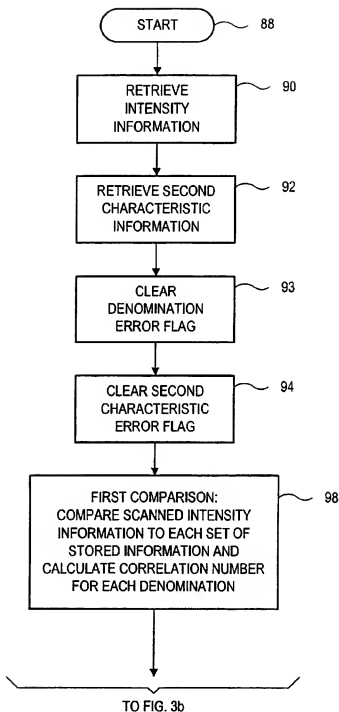 START
88
RETRIEVE
INTENSITY
INFORMATION
90
RETRIEVE SECOND
CHARACTERISTIC
INFORMATION
92
CLEAR
DENOMINATION
ERROR FLAG
93
CLEAR SECOND
CHARACTERISTIC
ERROR FLAG
94
FIRST COMPARISON:
COMPARE SCANNED INTENSITY
INFORMATION TO EACH SET OF
STORED INFORMATION AND
CALCULATE CORRELATION NUMBER
FOR EACH DENOMINATION
98
TO FIG. 3b